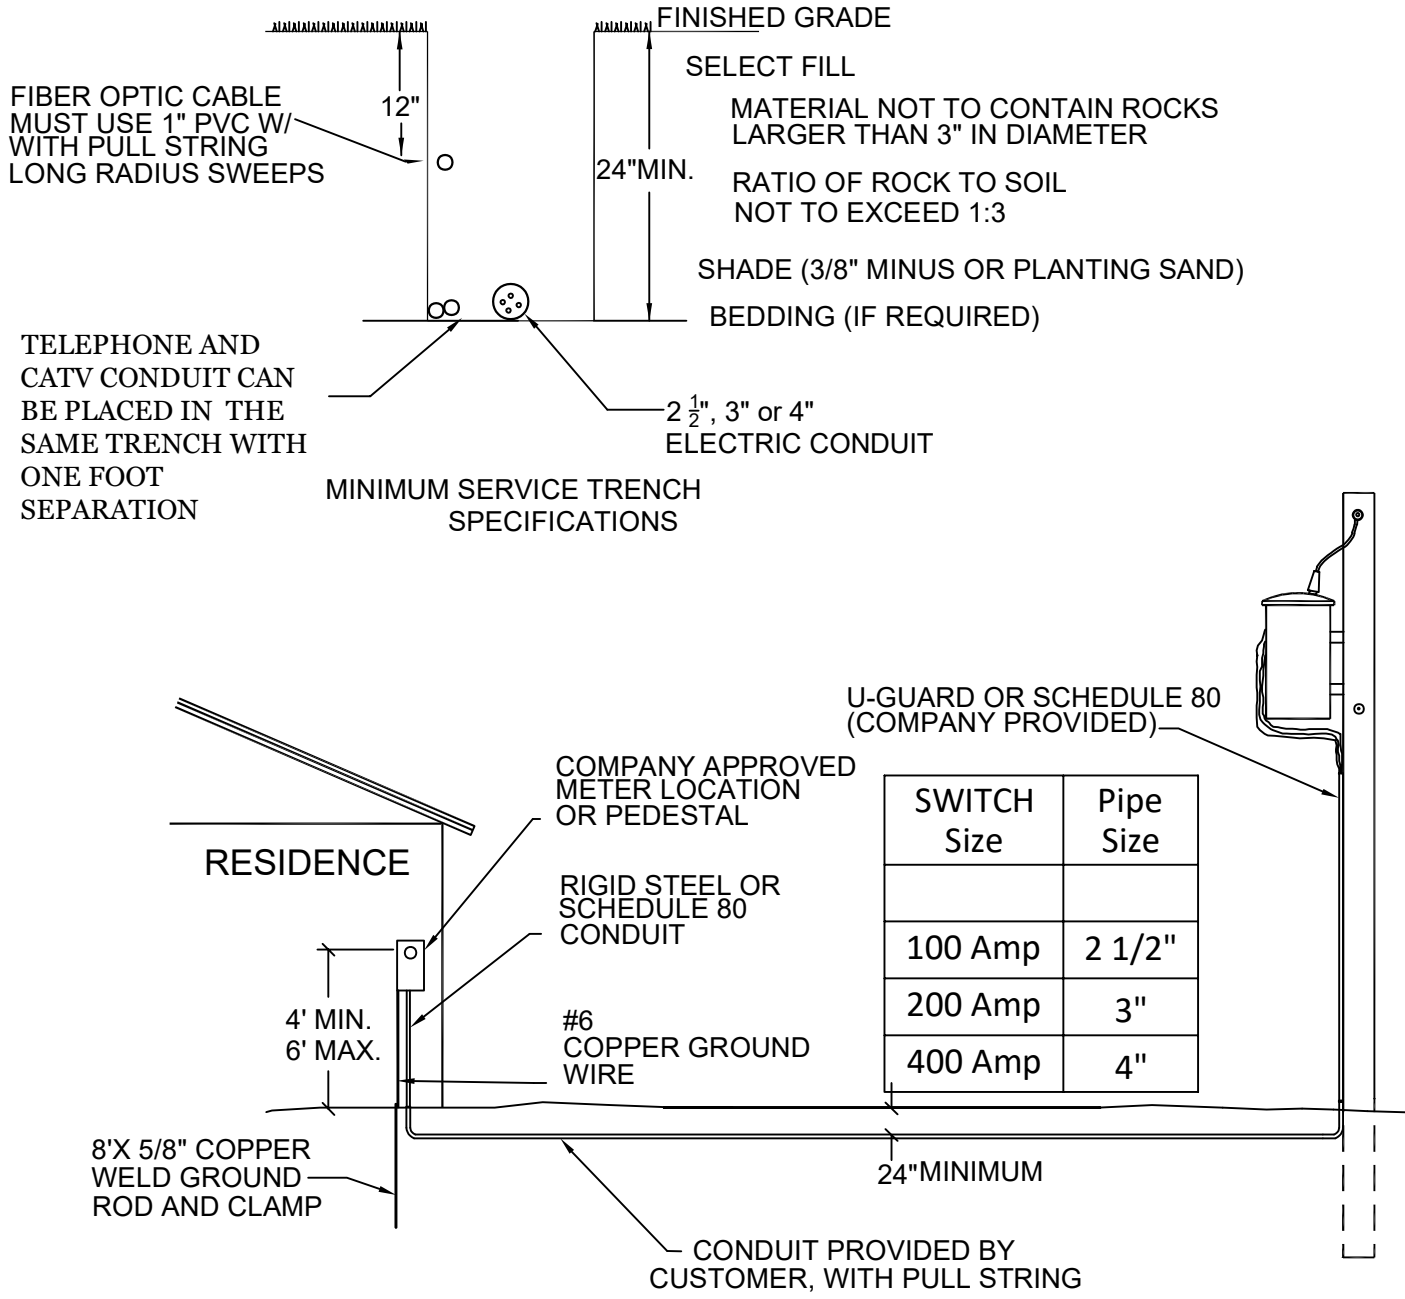 FINISHED GRADE
SELECT FILL
FIBER OPTIC CABLE
MUST USE 1" PVC W/
WITH PULL STRING
LONG RADIUS SWEEPS
12"
MATERIAL NOT TO CONTAIN ROCKS
LARGER THAN 3" IN DIAMETER
24"MIN.
RATIO OF ROCK TO SOIL
NOT TO EXCEED 1:3
SHADE (3/8" MINUS OR PLANTING SAND)
BEDDING (IF REQUIRED)
TELEPHONE AND
CATV CONDUIT CAN
BE PLACED IN THE
SAME TRENCH WITH
ONE FOOT
SEPARATION
2 1/2", 3" or 4"
ELECTRIC CONDUIT
MINIMUM SERVICE TRENCH
SPECIFICATIONS
U-GUARD OR SCHEDULE 80
(COMPANY PROVIDED)
COMPANY APPROVED
METER LOCATION
OR PEDESTAL
RESIDENCE
RIGID STEEL OR
SCHEDULE 80
CONDUIT
SWITCH Pipe
Size Size
100 Amp 2 1/2"
200 Amp 3"
400 Amp 4"
4' MIN.
6' MAX.
#6
COPPER GROUND
WIRE
8'X 5/8" COPPER
WELD GROUND
ROD AND CLAMP
24"MINIMUM
CONDUIT PROVIDED BY
CUSTOMER, WITH PULL STRING